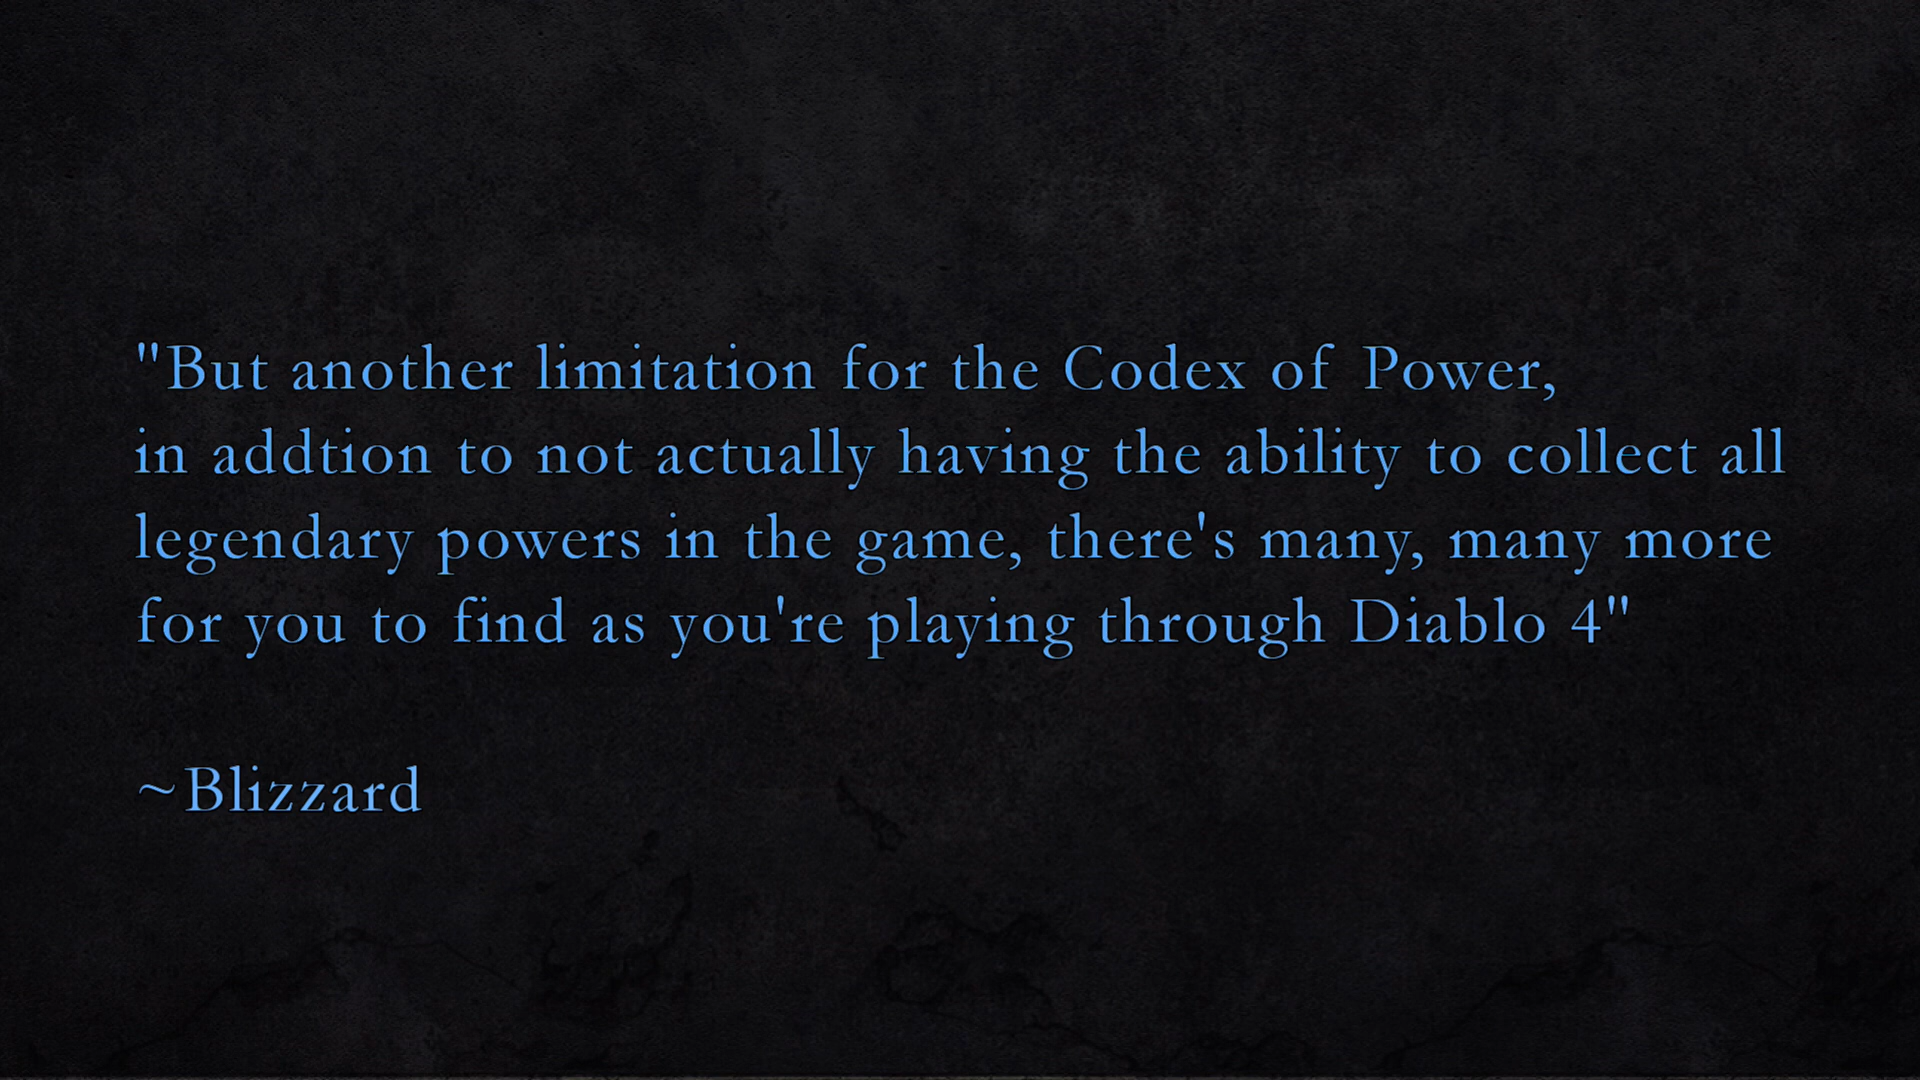 "But another limitation for the Codex of Power,
in addtion to not actually having the ability to collect all
legendary powers in the game, there's many, many more
for you to find as you're playing through Diablo 4"
~Blizzard